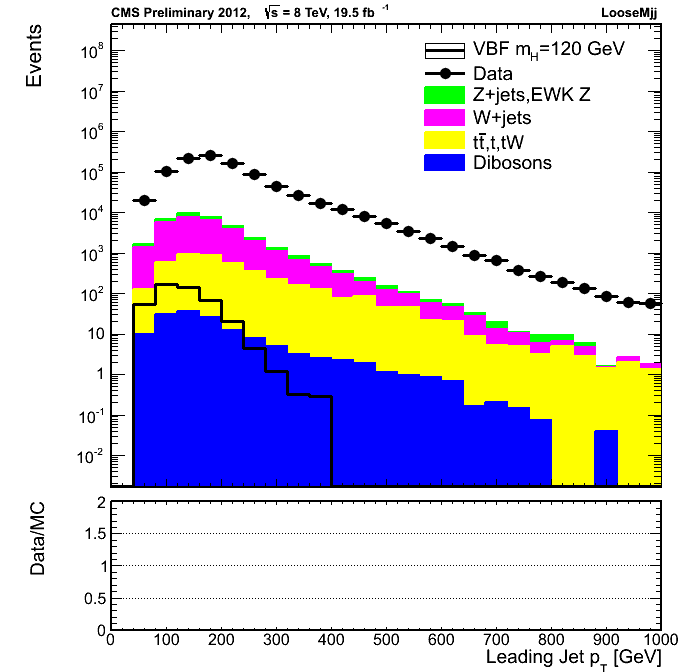 CMS Preliminary 2012, √s = 8 TeV, 19.5 fb⁻¹ LooseMjj
Events
10⁸
10⁷
10⁶
10⁵
10⁴
10³
10²
10
1
10⁻¹
10⁻²
VBF m_H=120 GeV
Data
Z+jets,EWK Z
W+jets
tt̅,t,tW
Dibosons
Data/MC
2
1.5
1
0.5
0
0 100 200 300 400 500 600 700 800 900 1000
Leading Jet p_T [GeV]